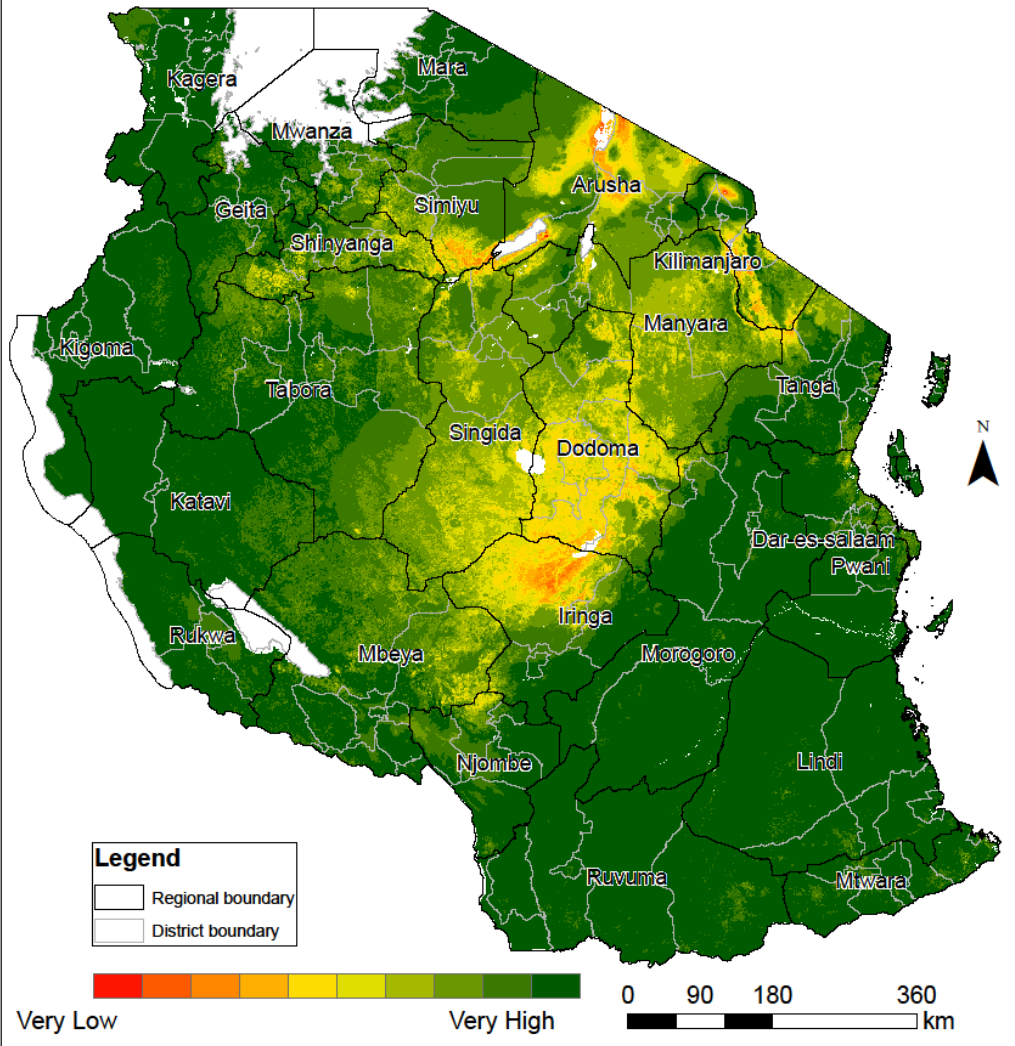 Mara
Kagera
Mwanza
Arusha
Simiyu
Geita
Shinyanga
Kilimanjaro
Manyara
Kigoma
Tabora
Tanga
Singida
Dodoma
N
Katavi
Dar-es-salaam
Pwani
Iringa
Rukwa
Mbeya
Morogoro
Njombe
Lindi
Ruvuma
Mtwara
Legend
Regional boundary
District boundary
0 90 180 360
km
Very Low Very High